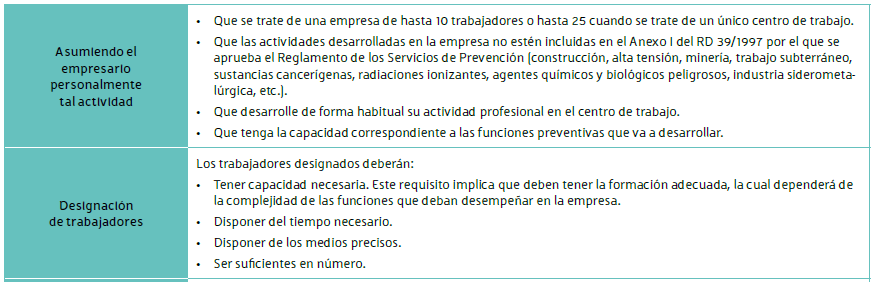 Asumiendo el
empresario
personalmente
tal actividad
• Que se trate de una empresa de hasta 10 trabajadores o hasta 25 cuando se trate de un único centro de trabajo.
• Que las actividades desarrolladas en la empresa no estén incluidas en el Anexo I del RD 39/1997 por el que se
aprueba el Reglamento de los Servicios de Prevención (construcción, alta tensión, minería, trabajo subterráneo,
sustancias cancerígenas, radiaciones ionizantes, agentes químicos y biológicos peligrosos, industria siderometa-
lúrgica, etc.).
• Que desarrolle de forma habitual su actividad profesional en el centro de trabajo.
• Que tenga la capacidad correspondiente a las funciones preventivas que va a desarrollar.
Designación
de trabajadores
Los trabajadores designados deberán:
• Tener capacidad necesaria. Este requisito implica que deben tener la formación adecuada, la cual dependerá de
la complejidad de las funciones que deban desempeñar en la empresa.
• Disponer del tiempo necesario.
• Disponer de los medios precisos.
• Ser suficientes en número.